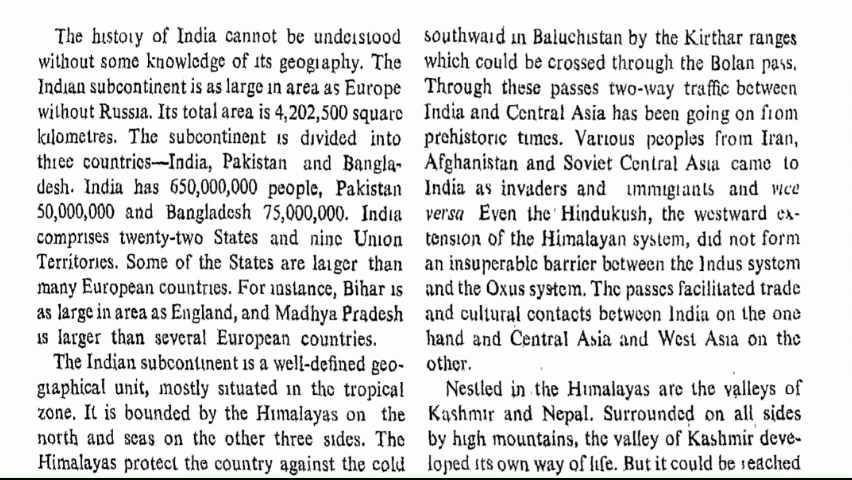 The history of India cannot be understood
without some knowledge of its geography. The
Indian subcontinent is as large in area as Europe
without Russia. Its total area is 4,202,500 square
kilometres. The subcontinent is divided into
three countries—India, Pakistan and Bangla-
desh. India has 650,000,000 people, Pakistan
50,000,000 and Bangladesh 75,000,000. India
comprises twenty-two States and nine Union
Territories. Some of the States are larger than
many European countries. For instance, Bihar is
as large in area as England, and Madhya Pradesh
is larger than several European countries.
The Indian subcontinent is a well-defined geo-
graphical unit, mostly situated in the tropical
zone. It is bounded by the Himalayas on the
north and seas on the other three sides. The
Himalayas protect the country against the cold
southward in Baluchistan by the Kirthar ranges
which could be crossed through the Bolan pass.
Through these passes two-way traffic between
India and Central Asia has been going on from
prehistoric times. Various peoples from Iran,
Afghanistan and Soviet Central Asia came to
India as invaders and immigrants and vice
versa Even the Hindukush, the westward ex-
tension of the Himalayan system, did not form
an insuperable barrier between the Indus system
and the Oxus system. The passes facilitated trade
and cultural contacts between India on the one
hand and Central Asia and West Asia on the
other.
Nestled in the Himalayas are the valleys of
Kashmir and Nepal. Surrounded on all sides
by high mountains, the valley of Kashmir deve-
loped its own way of life. But it could be reached